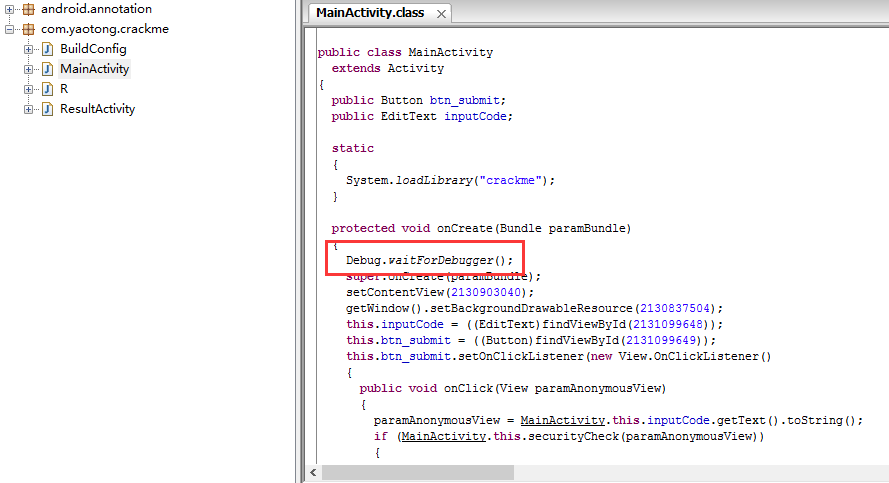 android.annotation
com.yaotong.crackme
BuildConfig
MainActivity
R
ResultActivity
MainActivity.class
public class MainActivity
extends Activity
{
public Button btn_submit;
public EditText inputCode;
static
{
System.loadLibrary("crackme");
}
protected void onCreate(Bundle paramBundle)
{
Debug.waitForDebugger();
super.onCreate(paramBundle);
setContentView(2130903040);
getWindow().setBackgroundDrawableResource(2130837504);
this.inputCode = ((EditText)findViewById(2131099648));
this.btn_submit = ((Button)findViewById(2131099649));
this.btn_submit.setOnClickListener(new View.OnClickListener()
{
public void onClick(View paramAnonymousView)
{
paramAnonymousView = MainActivity.this.inputCode.getText().toString();
if (MainActivity.this.securityCheck(paramAnonymousView))
{